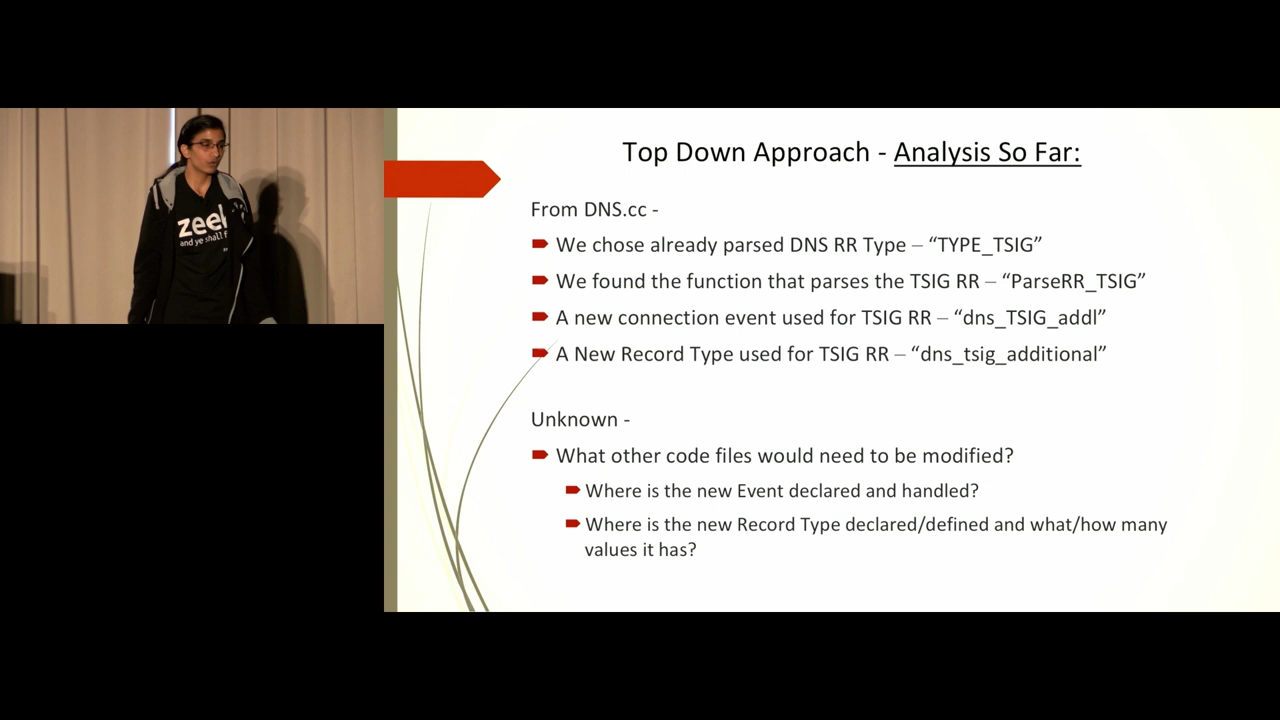 zeek
and ye shall f
Top Down Approach - Analysis So Far:
From DNS.cc -
We chose already parsed DNS RR Type – “TYPE_TSIG”
We found the function that parses the TSIG RR – “ParseRR_TSIG”
A new connection event used for TSIG RR – “dns_TSIG_addl”
A New Record Type used for TSIG RR – “dns_tsig_additional”
Unknown -
What other code files would need to be modified?
Where is the new Event declared and handled?
Where is the new Record Type declared/defined and what/how many
values it has?